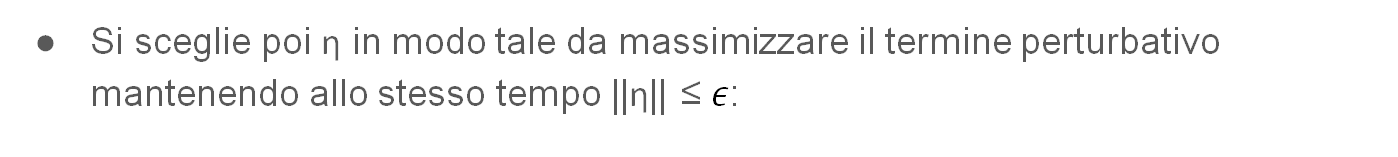 ● Si sceglie poi η in modo tale da massimizzare il termine perturbativo
mantenendo allo stesso tempo ||η|| ≤ ϵ: